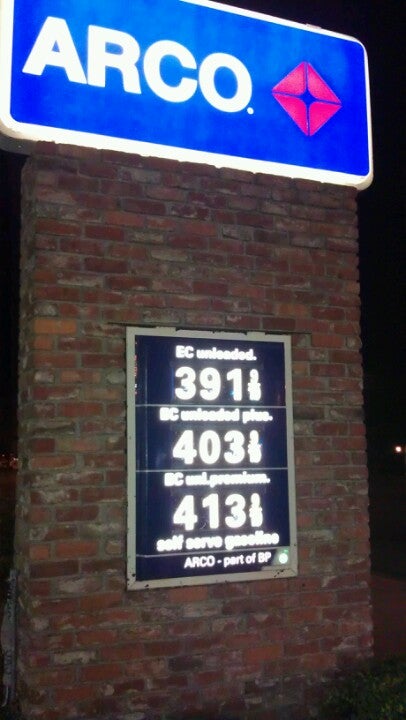 ARCO.
EC unleaded.
391 9/10
EC unleaded plus.
403 9/10
EC unl.premium.
413 9/10
self serve gasoline
ARCO - part of BP